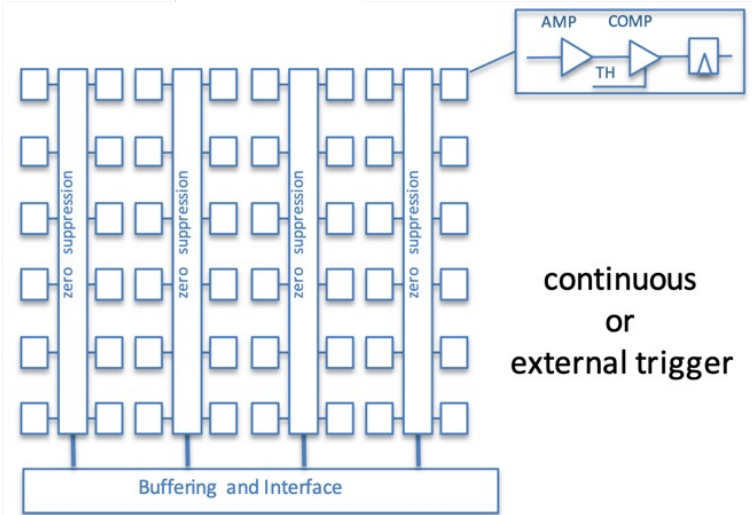 AMP COMP
TH
zero suppression
zero suppression
zero suppression
zero suppression
continuous
or
external trigger
Buffering and Interface